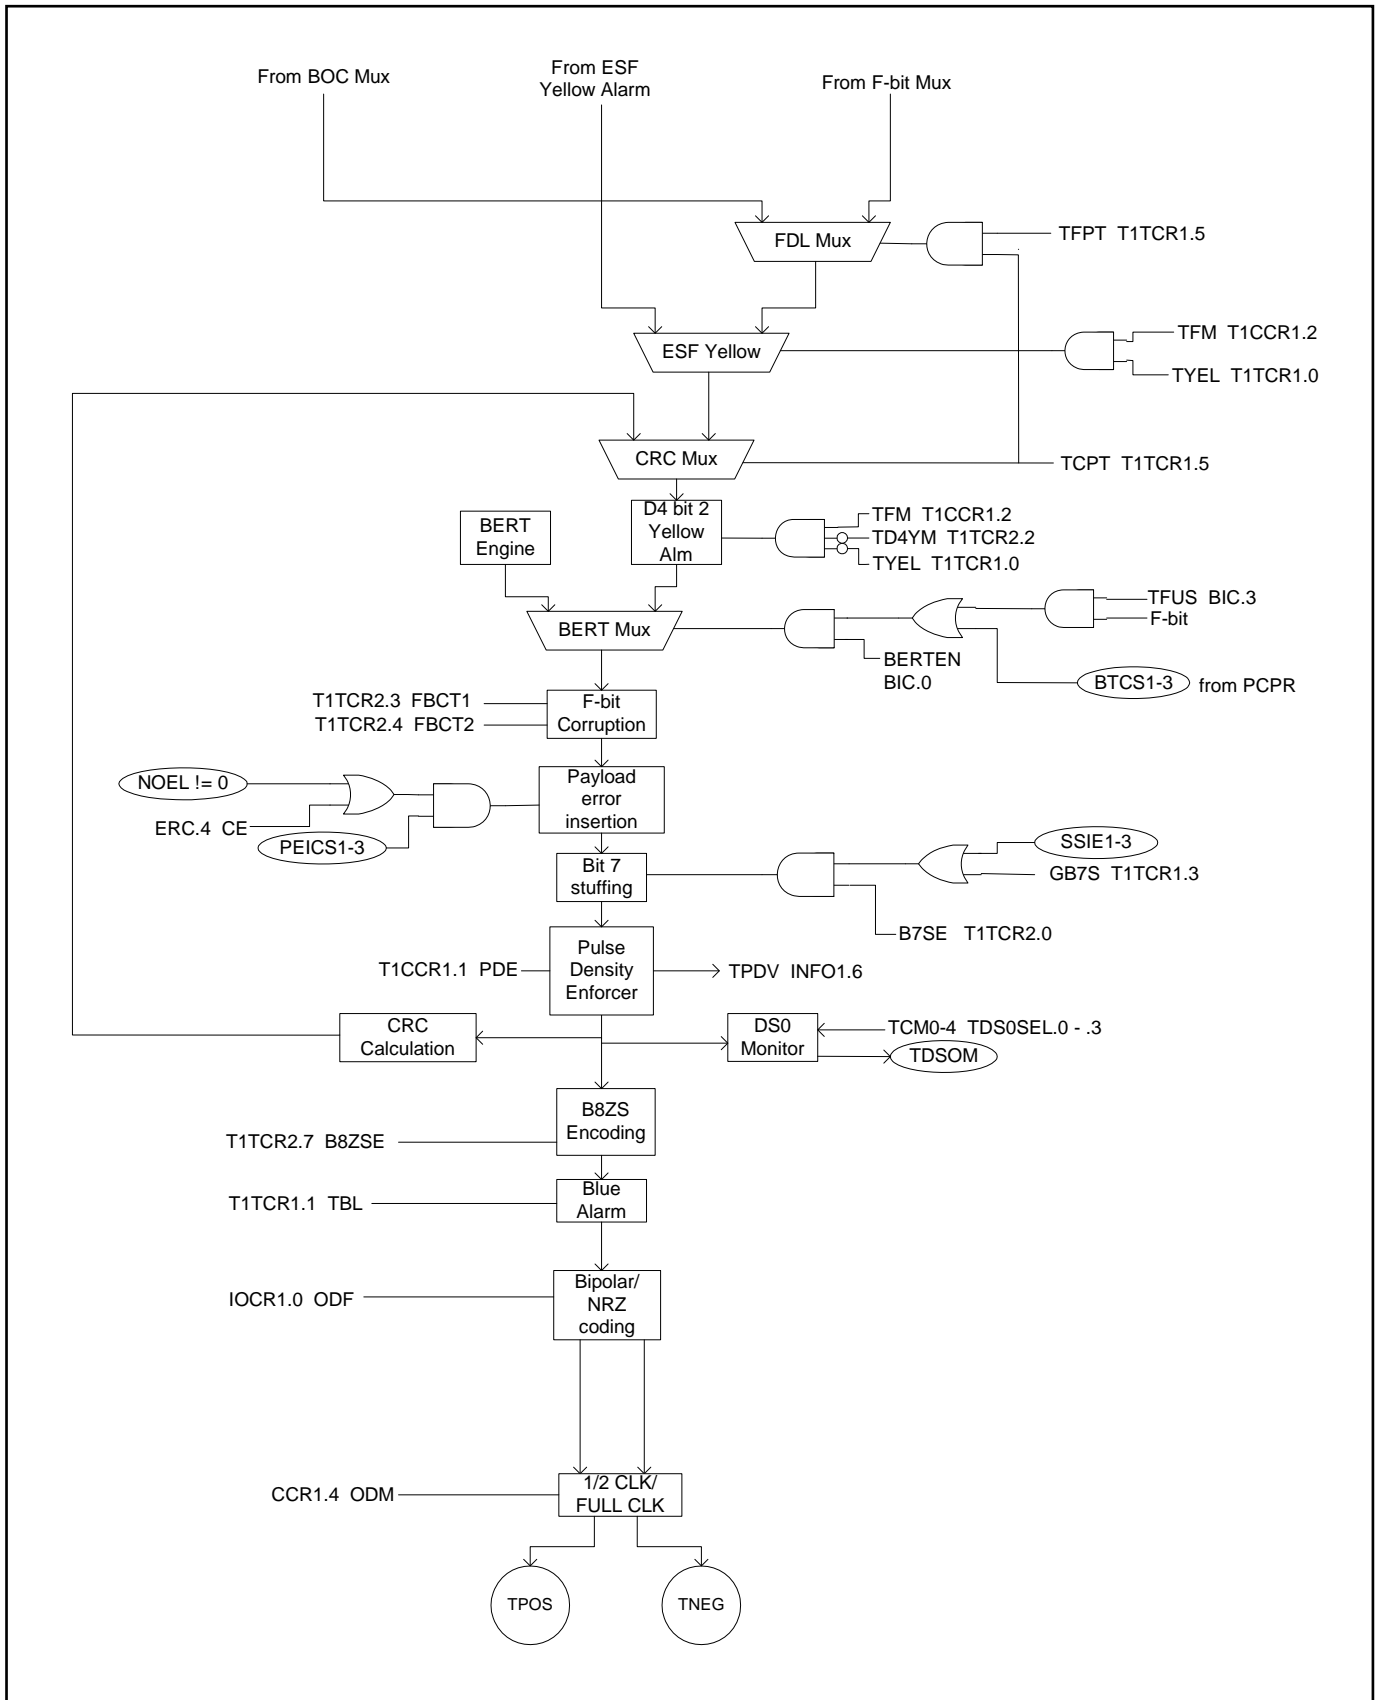 From BOC Mux
From ESF
Yellow Alarm
From F-bit Mux
FDL Mux
TFPT T1TCR1.5
ESF Yellow
TFM T1CCR1.2
TYEL T1TCR1.0
CRC Mux
TCPT T1TCR1.5
BERT
Engine
D4 bit 2
Yellow
Alm
TFM T1CCR1.2
TD4YM T1TCR2.2
TYEL T1TCR1.0
BERT Mux
TFUS BIC.3
F-bit
BERTEN
BIC.0
BTCS1-3 from PCPR
T1TCR2.3 FBCT1
T1TCR2.4 FBCT2
F-bit
Corruption
NOEL != 0
ERC.4 CE
PEICS1-3
Payload
error
insertion
Bit 7
stuffing
SSIE1-3
GB7S T1TCR1.3
B7SE T1TCR2.0
T1CCR1.1 PDE
Pulse
Density
Enforcer
TPDV INFO1.6
CRC
Calculation
DS0
Monitor
TCM0-4 TDS0SEL.0 - .3
TDSOM
B8ZS
Encoding
T1TCR2.7 B8ZSE
Blue
Alarm
T1TCR1.1 TBL
Bipolar/
NRZ
coding
IOCR1.0 ODF
1/2 CLK/
FULL CLK
CCR1.4 ODM
TPOS
TNEG